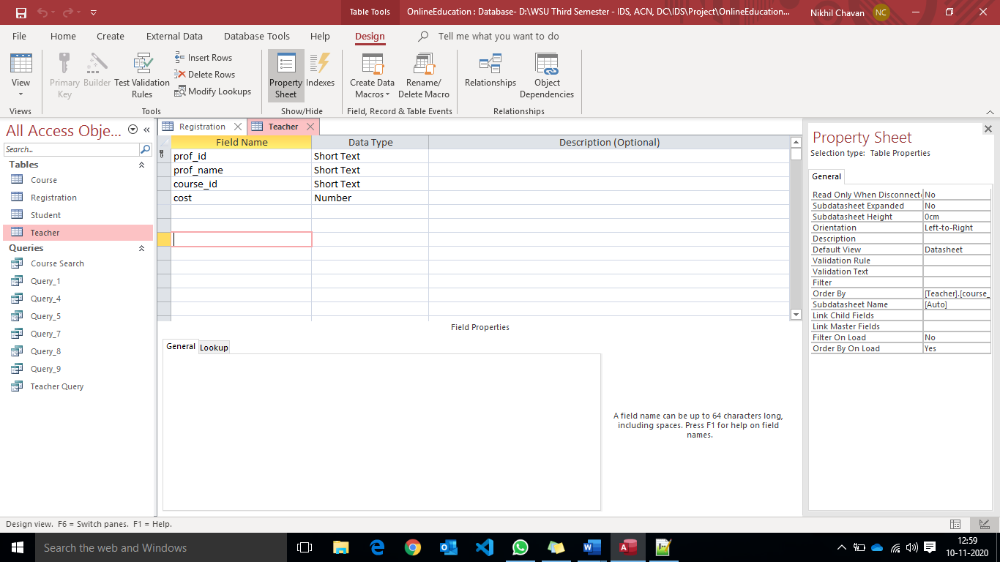 Table Tools
OnlineEducation : Database- D:\WSU Third Semester - IDS, ACN, DC\IDS\Project\OnlineEducation...
Nikhil Chavan NC
File Home Create External Data Database Tools Help Design Tell me what you want to do
View
Primary Key
Builder
Test Validation Rules
Insert Rows
Delete Rows
Modify Lookups
Property Sheet
Indexes
Create Data Macros
Rename/ Delete Macro
Relationships
Object Dependencies
Views Tools Show/Hide Field, Record & Table Events Relationships
All Access Obje...
Search...
Tables
Course
Registration
Student
Teacher
Queries
Course Search
Query_1
Query_4
Query_5
Query_7
Query_8
Query_9
Teacher Query
Registration Teacher
Field Name Data Type Description (Optional)
prof_id Short Text
prof_name Short Text
course_id Short Text
cost Number
Field Properties
General Lookup
A field name can be up to 64 characters long,
including spaces. Press F1 for help on field
names.
Property Sheet
Selection type: Table Properties
General
Read Only When Disconnect No
Subdatasheet Expanded No
Subdatasheet Height 0cm
Orientation Left-to-Right
Description
Default View Datasheet
Validation Rule
Validation Text
Filter
Order By [Teacher].[course_
Subdatasheet Name [Auto]
Link Child Fields
Link Master Fields
Filter On Load No
Order By On Load Yes
Design view. F6 = Switch panes. F1 = Help.
Search the web and Windows
12:59
10-11-2020